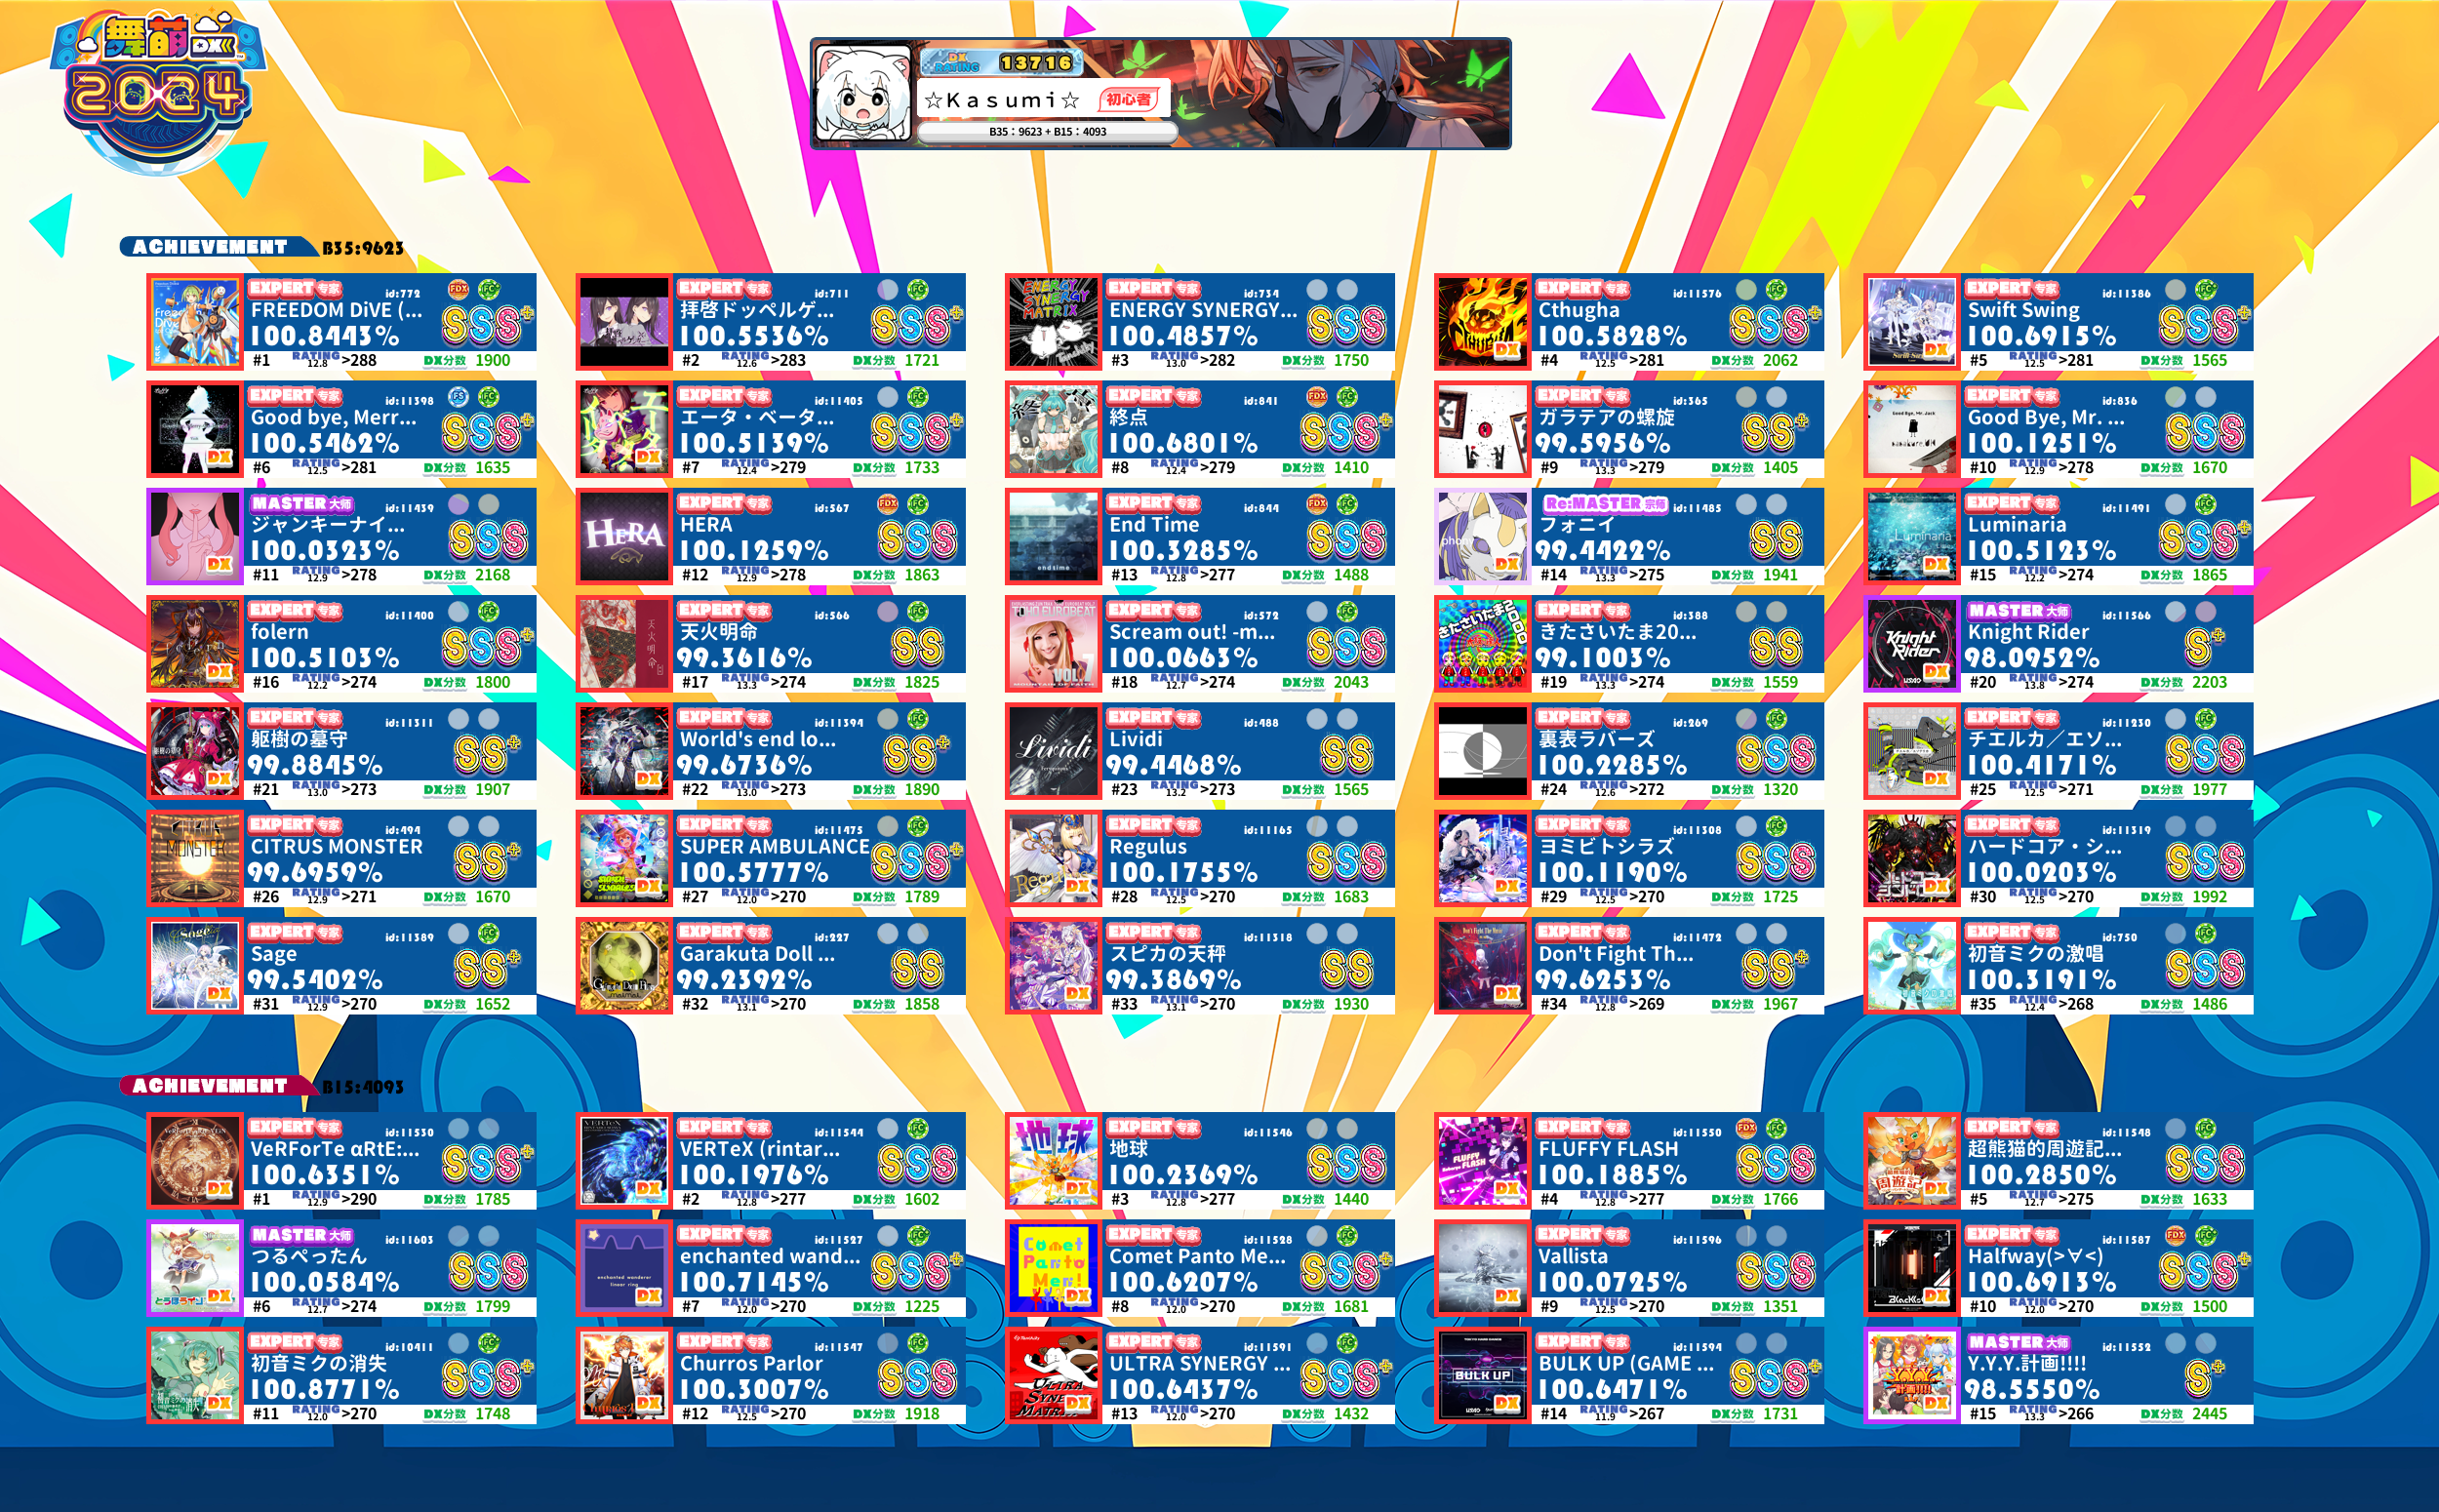 舞萌DX
2024
DX RATING 13716
☆Kasumi☆ 初心者
B35：9623 + B15：4093
ACHIEVEMENT B35:9623
EXPERT 专家 id:772
FREEDOM DiVE (...
100.8443% SSS+
#1 RATING 12.8 >288 DX分数 1900
EXPERT 专家 id:711
拝啓ドッペルゲ...
100.5536% SSS+
#2 RATING 12.6 >283 DX分数 1721
EXPERT 专家 id:734
ENERGY SYNERGY...
100.4857% SSS
#3 RATING 13.0 >282 DX分数 1750
EXPERT 专家 id:11576
Cthugha
100.5828% SSS+
#4 RATING 12.5 >281 DX分数 2062
EXPERT 专家 id:11386
Swift Swing
100.6915% SSS+
#5 RATING 12.5 >281 DX分数 1565
EXPERT 专家 id:11398
Good bye, Merr...
100.5462% SSS+
#6 RATING 12.5 >281 DX分数 1635
EXPERT 专家 id:11405
エータ・ベータ...
100.5139% SSS+
#7 RATING 12.4 >279 DX分数 1733
EXPERT 专家 id:841
終点
100.6801% SSS+
#8 RATING 12.4 >279 DX分数 1410
EXPERT 专家 id:365
ガラテアの螺旋
99.5956% SS+
#9 RATING 13.3 >279 DX分数 1405
EXPERT 专家 id:836
Good Bye, Mr. ...
100.1251% SSS
#10 RATING 12.9 >278 DX分数 1670
MASTER 大师 id:11439
ジャンキーナイ...
100.0323% SSS
#11 RATING 12.9 >278 DX分数 2168
EXPERT 专家 id:567
HERA
100.1259% SSS
#12 RATING 12.9 >278 DX分数 1863
EXPERT 专家 id:844
End Time
100.3285% SSS
#13 RATING 12.8 >277 DX分数 1488
Re:MASTER 宗师 id:11485
フォニイ
99.4422% SS
#14 RATING 13.3 >275 DX分数 1941
EXPERT 专家 id:11491
Luminaria
100.5123% SSS+
#15 RATING 12.2 >274 DX分数 1865
EXPERT 专家 id:11400
folern
100.5103% SSS+
#16 RATING 12.2 >274 DX分数 1800
EXPERT 专家 id:566
天火明命
99.3616% SS
#17 RATING 13.3 >274 DX分数 1825
EXPERT 专家 id:572
Scream out! -m...
100.0663% SSS
#18 RATING 12.7 >274 DX分数 2043
EXPERT 专家 id:388
きたさいたま20...
99.1003% SS
#19 RATING 13.3 >274 DX分数 1559
MASTER 大师 id:11566
Knight Rider
98.0952% S+
#20 RATING 13.8 >274 DX分数 2203
EXPERT 专家 id:11311
躯樹の墓守
99.8845% SS+
#21 RATING 13.0 >273 DX分数 1907
EXPERT 专家 id:11394
World's end lo...
99.6736% SS+
#22 RATING 13.0 >273 DX分数 1890
EXPERT 专家 id:488
Lividi
99.4468% SS
#23 RATING 13.2 >273 DX分数 1565
EXPERT 专家 id:269
裏表ラバーズ
100.2285% SSS
#24 RATING 12.6 >272 DX分数 1320
EXPERT 专家 id:11230
チエルカ／エソ...
100.4171% SSS
#25 RATING 12.5 >271 DX分数 1977
EXPERT 专家 id:494
CITRUS MONSTER
99.6959% SS+
#26 RATING 12.9 >271 DX分数 1670
EXPERT 专家 id:11475
SUPER AMBULANCE
100.5777% SSS+
#27 RATING 12.0 >270 DX分数 1789
EXPERT 专家 id:11165
Regulus
100.1755% SSS
#28 RATING 12.5 >270 DX分数 1683
EXPERT 专家 id:11308
ヨミビトシラズ
100.1190% SSS
#29 RATING 12.5 >270 DX分数 1725
EXPERT 专家 id:11319
ハードコア・シ...
100.0203% SSS
#30 RATING 12.5 >270 DX分数 1992
EXPERT 专家 id:11389
Sage
99.5402% SS+
#31 RATING 12.9 >270 DX分数 1652
EXPERT 专家 id:227
Garakuta Doll ...
99.2392% SS
#32 RATING 13.1 >270 DX分数 1858
EXPERT 专家 id:11318
スピカの天秤
99.3869% SS
#33 RATING 13.1 >270 DX分数 1930
EXPERT 专家 id:11472
Don't Fight Th...
99.6253% SS+
#34 RATING 12.8 >269 DX分数 1967
EXPERT 专家 id:750
初音ミクの激唱
100.3191% SSS
#35 RATING 12.4 >268 DX分数 1486
ACHIEVEMENT B15:4093
EXPERT 专家 id:11530
VeRForTe αRtE:...
100.6351% SSS+
#1 RATING 12.9 >290 DX分数 1785
EXPERT 专家 id:11544
VERTeX (rintar...
100.1976% SSS
#2 RATING 12.8 >277 DX分数 1602
EXPERT 专家 id:11546
地球
100.2369% SSS
#3 RATING 12.8 >277 DX分数 1440
EXPERT 专家 id:11550
FLUFFY FLASH
100.1885% SSS
#4 RATING 12.8 >277 DX分数 1766
EXPERT 专家 id:11548
超熊猫的周遊記...
100.2850% SSS
#5 RATING 12.7 >275 DX分数 1633
MASTER 大师 id:11603
つるぺったん
100.0584% SSS
#6 RATING 12.7 >274 DX分数 1799
EXPERT 专家 id:11527
enchanted wand...
100.7145% SSS+
#7 RATING 12.0 >270 DX分数 1225
EXPERT 专家 id:11528
Comet Panto Me...
100.6207% SSS+
#8 RATING 12.0 >270 DX分数 1681
EXPERT 专家 id:11596
Vallista
100.0725% SSS
#9 RATING 12.5 >270 DX分数 1351
EXPERT 专家 id:11587
Halfway(>∀<)
100.6913% SSS+
#10 RATING 12.0 >270 DX分数 1500
EXPERT 专家 id:10411
初音ミクの消失
100.8771% SSS+
#11 RATING 12.0 >270 DX分数 1748
EXPERT 专家 id:11547
Churros Parlor
100.3007% SSS
#12 RATING 12.5 >270 DX分数 1918
EXPERT 专家 id:11591
ULTRA SYNERGY ...
100.6437% SSS+
#13 RATING 12.0 >270 DX分数 1432
EXPERT 专家 id:11594
BULK UP (GAME ...
100.6471% SSS+
#14 RATING 11.9 >267 DX分数 1731
MASTER 大师 id:11552
Y.Y.Y.計画!!!!
98.5550% S+
#15 RATING 13.3 >266 DX分数 2445